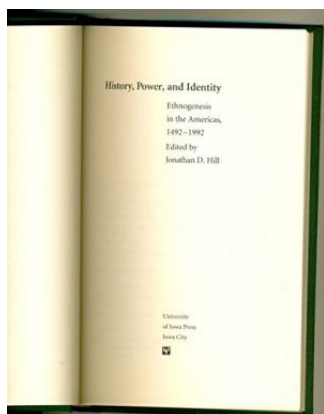 History, Power, and Identity
Ethnogenesis
in the Americas,
1492–1992
Edited by
Jonathan D. Hill
University
of Iowa Press
Iowa City